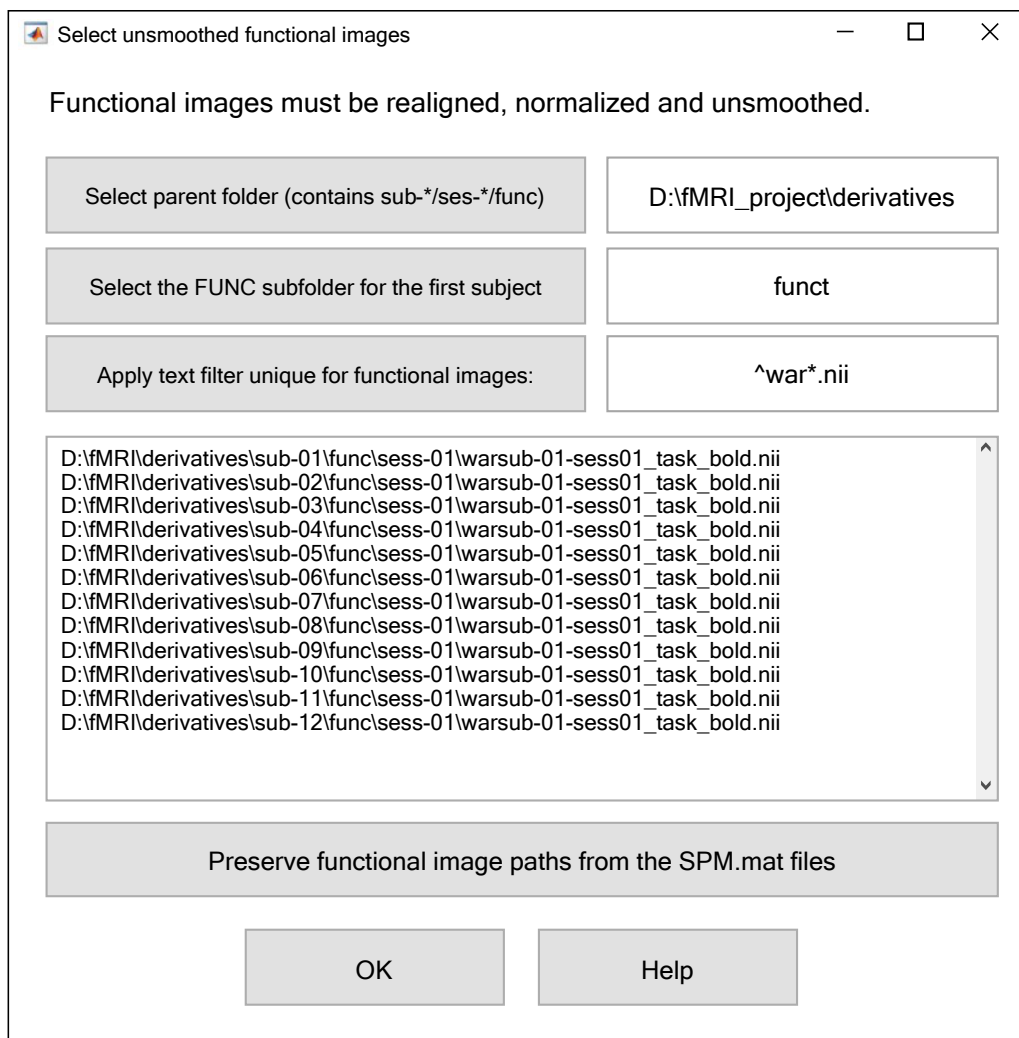 Select unsmoothed functional images
Functional images must be realigned, normalized and unsmoothed.
Select parent folder (contains sub-*/ses-*/func)
D:\fMRI_project\derivatives
Select the FUNC subfolder for the first subject
funct
Apply text filter unique for functional images:
^war*.nii
D:\fMRI\derivatives\sub-01\func\sess-01\warsub-01-sess01_task_bold.nii
D:\fMRI\derivatives\sub-02\func\sess-01\warsub-01-sess01_task_bold.nii
D:\fMRI\derivatives\sub-03\func\sess-01\warsub-01-sess01_task_bold.nii
D:\fMRI\derivatives\sub-04\func\sess-01\warsub-01-sess01_task_bold.nii
D:\fMRI\derivatives\sub-05\func\sess-01\warsub-01-sess01_task_bold.nii
D:\fMRI\derivatives\sub-06\func\sess-01\warsub-01-sess01_task_bold.nii
D:\fMRI\derivatives\sub-07\func\sess-01\warsub-01-sess01_task_bold.nii
D:\fMRI\derivatives\sub-08\func\sess-01\warsub-01-sess01_task_bold.nii
D:\fMRI\derivatives\sub-09\func\sess-01\warsub-01-sess01_task_bold.nii
D:\fMRI\derivatives\sub-10\func\sess-01\warsub-01-sess01_task_bold.nii
D:\fMRI\derivatives\sub-11\func\sess-01\warsub-01-sess01_task_bold.nii
D:\fMRI\derivatives\sub-12\func\sess-01\warsub-01-sess01_task_bold.nii
Preserve functional image paths from the SPM.mat files
OK
Help